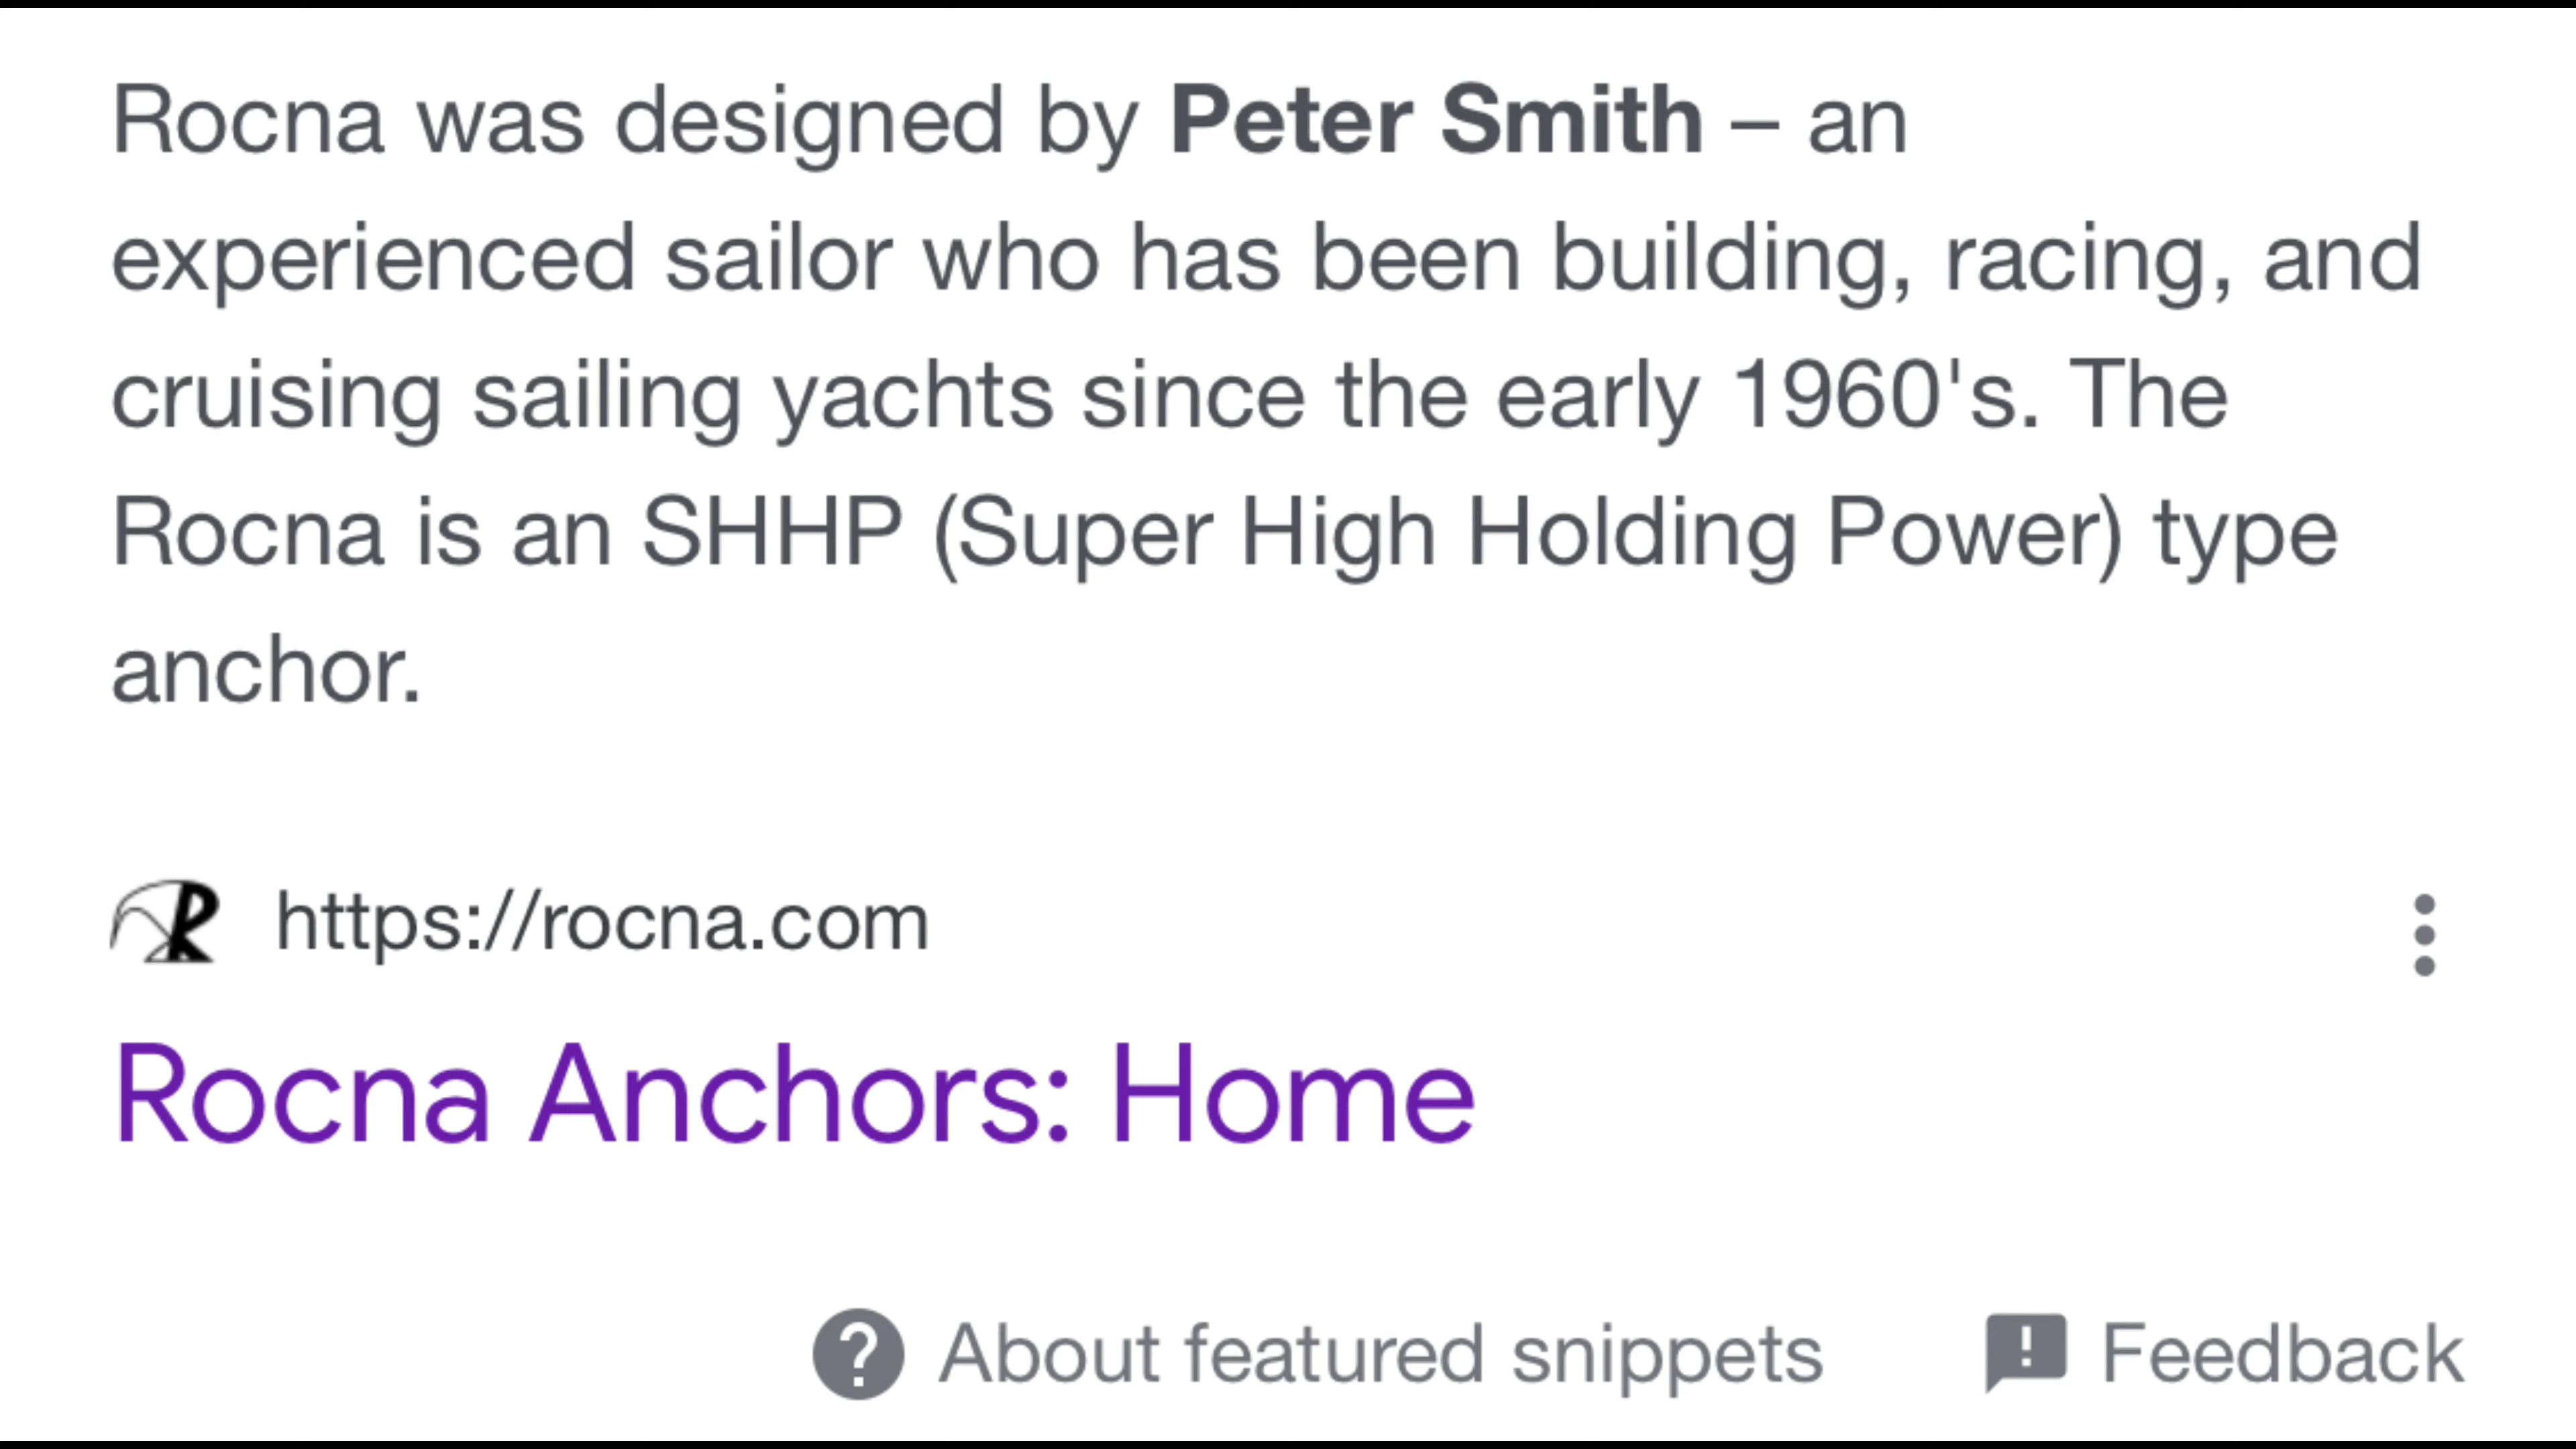 Rocna was designed by Peter Smith – an
experienced sailor who has been building, racing, and
cruising sailing yachts since the early 1960's. The
Rocna is an SHHP (Super High Holding Power) type
anchor.
R https://rocna.com
Rocna Anchors: Home
About featured snippets Feedback